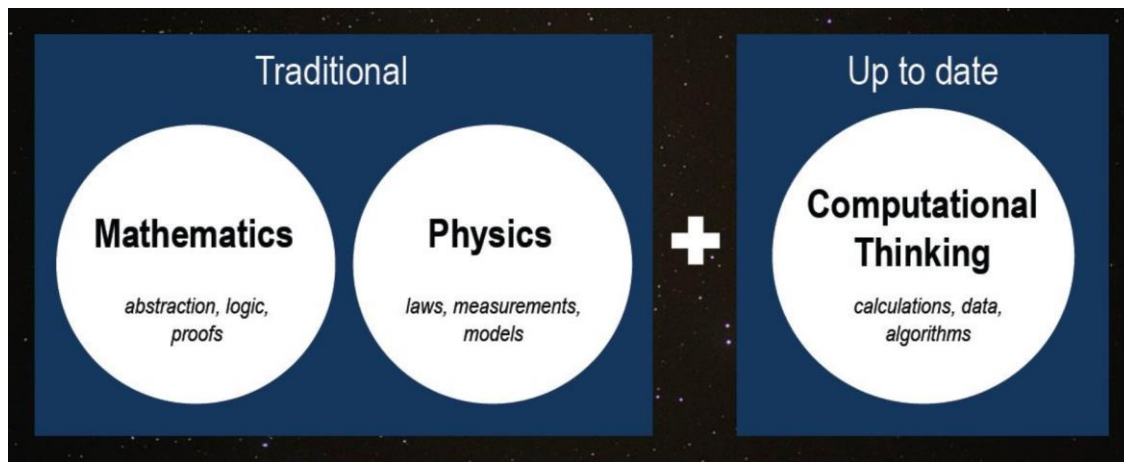 Traditional
Mathematics
abstraction, logic,
proofs
Physics
laws, measurements,
models
Up to date
Computational
Thinking
calculations, data,
algorithms